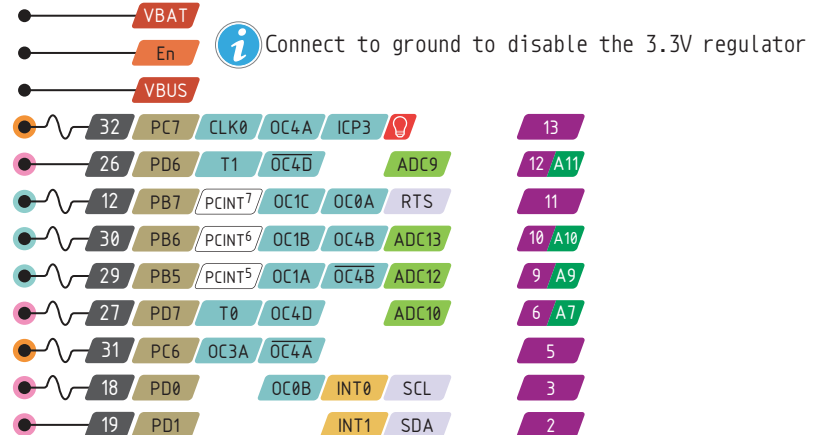 VBAT
En i Connect to ground to disable the 3.3V regulator
VBUS
32 PC7 CLK0 OC4A ICP3 13
26 PD6 T1 O̅C̅4̅D̅ ADC9 12 A11
12 PB7 PCINT⁷ OC1C OC0A RTS 11
30 PB6 PCINT⁶ OC1B OC4B ADC13 10 A10
29 PB5 PCINT⁵ OC1A O̅C̅4̅B̅ ADC12 9 A9
27 PD7 T0 OC4D ADC10 6 A7
31 PC6 OC3A O̅C̅4̅A̅ 5
18 PD0 OC0B INT0 SCL 3
19 PD1 INT1 SDA 2